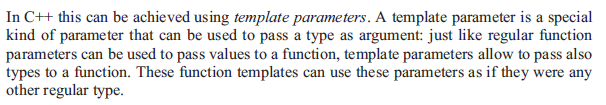 In C++ this can be achieved using template parameters. A template parameter is a special
kind of parameter that can be used to pass a type as argument: just like regular function
parameters can be used to pass values to a function, template parameters allow to pass also
types to a function. These function templates can use these parameters as if they were any
other regular type.